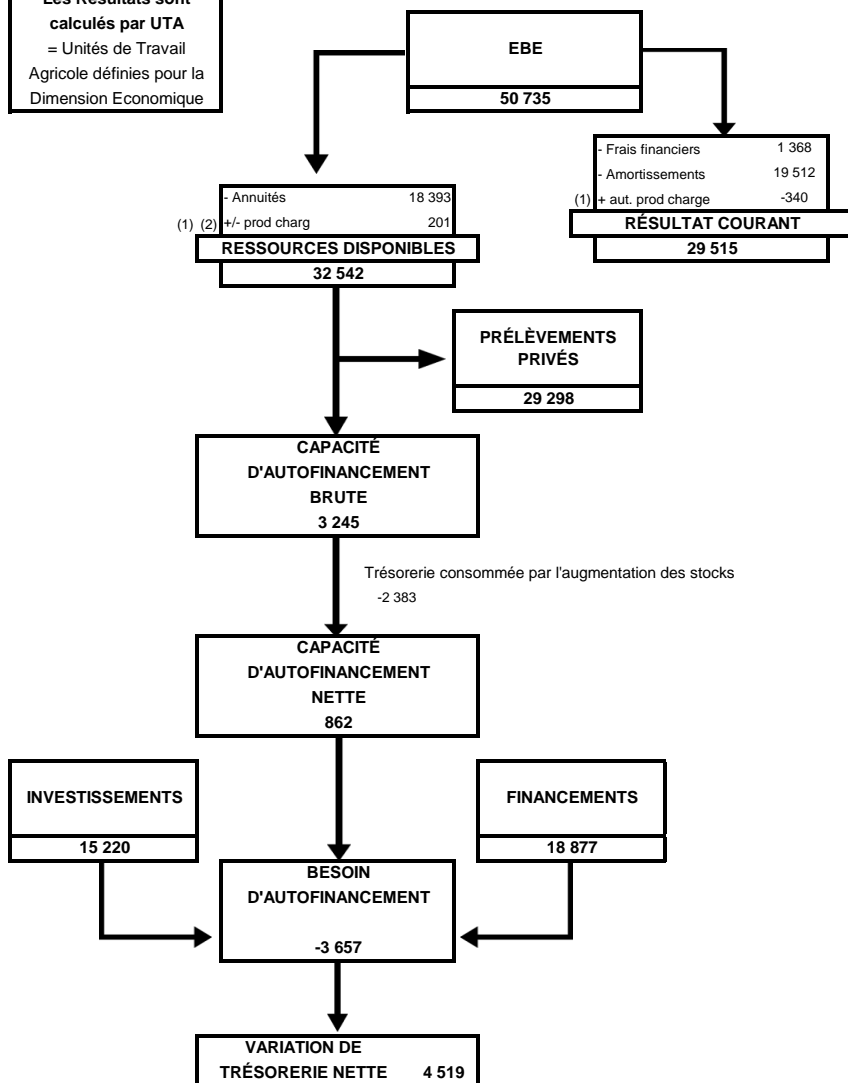 Les Résultats sont
calculés par UTA
= Unités de Travail
Agricole définies pour la
Dimension Economique
EBE
50 735
- Frais financiers 1 368
- Amortissements 19 512
(1) + aut. prod charge -340
RÉSULTAT COURANT
29 515
- Annuités 18 393
(1) (2) +/- prod charg 201
RESSOURCES DISPONIBLES
32 542
PRÉLÈVEMENTS
PRIVÉS
29 298
CAPACITÉ
D'AUTOFINANCEMENT
BRUTE
3 245
Trésorerie consommée par l'augmentation des stocks
-2 383
CAPACITÉ
D'AUTOFINANCEMENT
NETTE
862
INVESTISSEMENTS
15 220
FINANCEMENTS
18 877
BESOIN
D'AUTOFINANCEMENT
-3 657
VARIATION DE
TRÉSORERIE NETTE 4 519